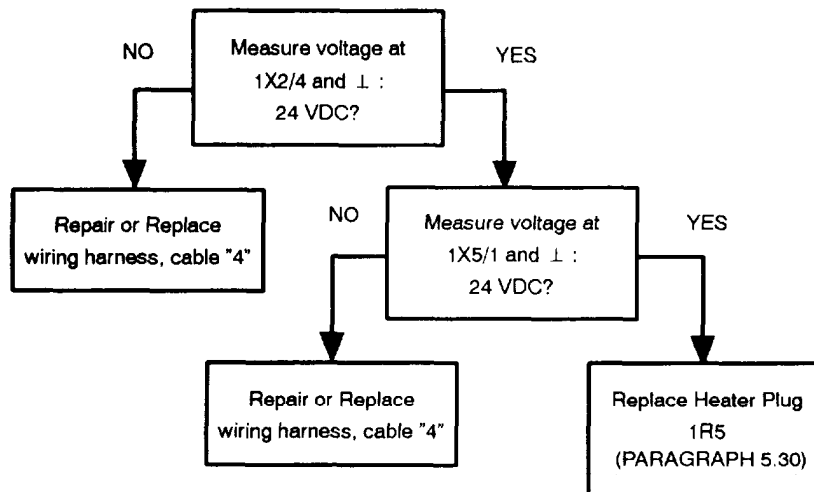 NO
Measure voltage at
1X2/4 and ⊥ :
24 VDC?
YES
Repair or Replace
wiring harness, cable "4"
NO
Measure voltage at
1X5/1 and ⊥ :
24 VDC?
YES
Repair or Replace
wiring harness, cable "4"
Replace Heater Plug
1R5
(PARAGRAPH 5.30)